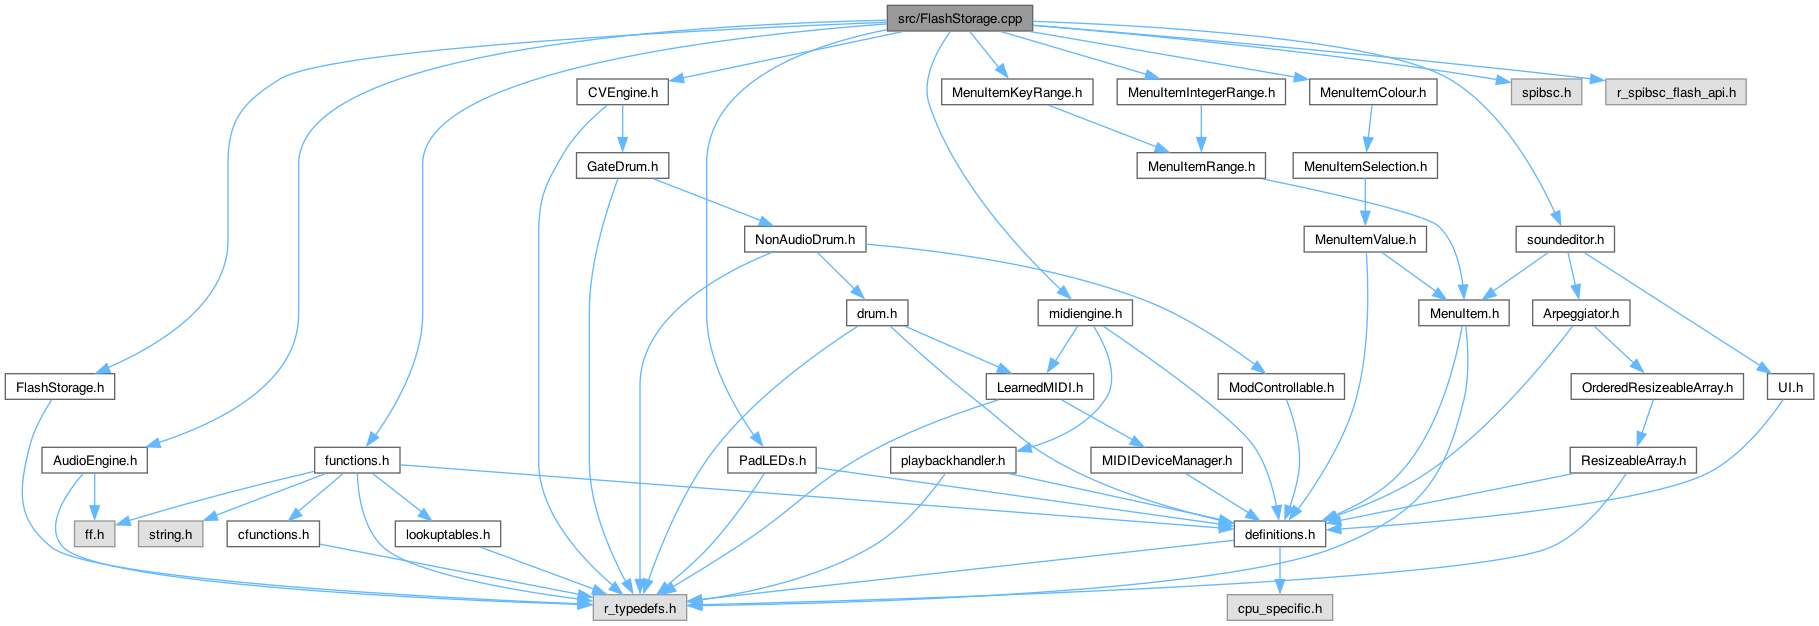 src/FlashStorage.cpp
CVEngine.h
MenuItemKeyRange.h
MenuItemIntegerRange.h
MenuItemColour.h
spibsc.h
r_spibsc_flash_api.h
GateDrum.h
MenuItemRange.h
MenuItemSelection.h
NonAudioDrum.h
MenuItemValue.h
soundeditor.h
drum.h
midiengine.h
MenuItem.h
Arpeggiator.h
FlashStorage.h
LearnedMIDI.h
ModControllable.h
OrderedResizeableArray.h
UI.h
AudioEngine.h
functions.h
PadLEDs.h
playbackhandler.h
MIDIDeviceManager.h
ResizeableArray.h
ff.h
string.h
cfunctions.h
lookuptables.h
definitions.h
r_typedefs.h
cpu_specific.h